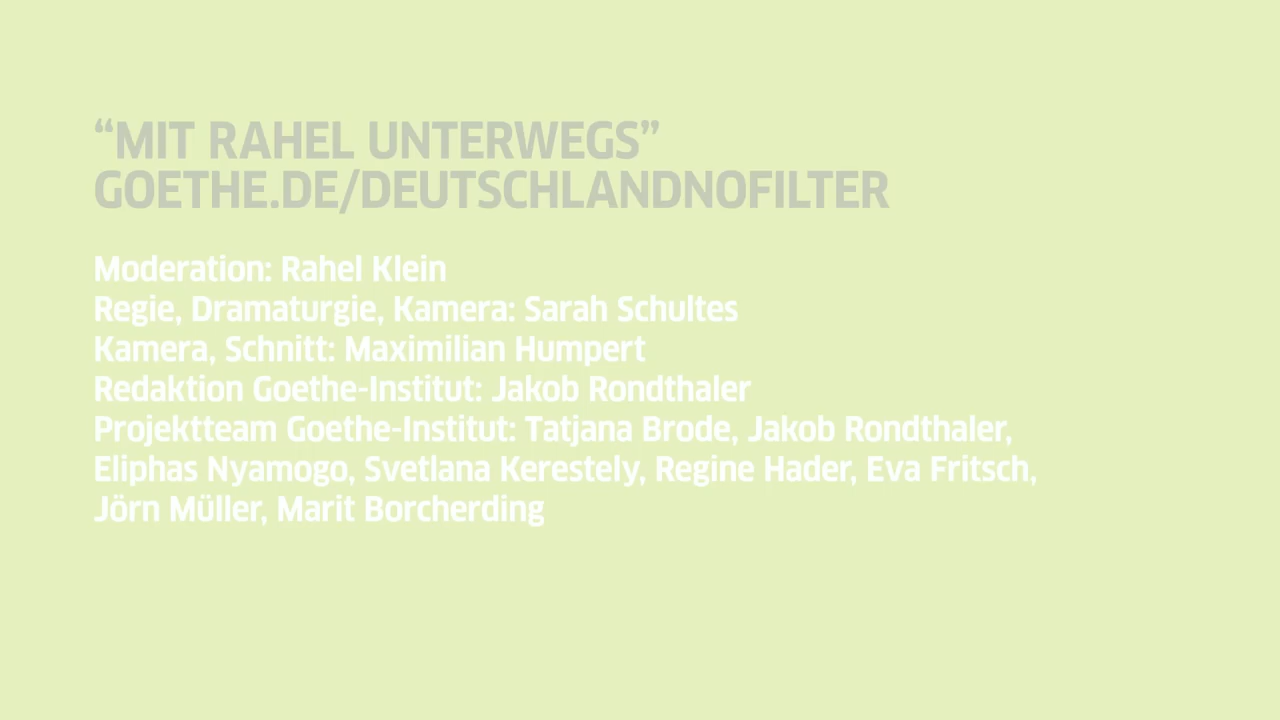 “MIT RAHEL UNTERWEGS”
GOETHE.DE/DEUTSCHLANDNOFILTER
Moderation: Rahel Klein
Regie, Dramaturgie, Kamera: Sarah Schultes
Kamera, Schnitt: Maximilian Humpert
Redaktion Goethe-Institut: Jakob Rondthaler
Projektteam Goethe-Institut: Tatjana Brode, Jakob Rondthaler,
Eliphas Nyamogo, Svetlana Kerestely, Regine Hader, Eva Fritsch,
Jörn Müller, Marit Borcherding